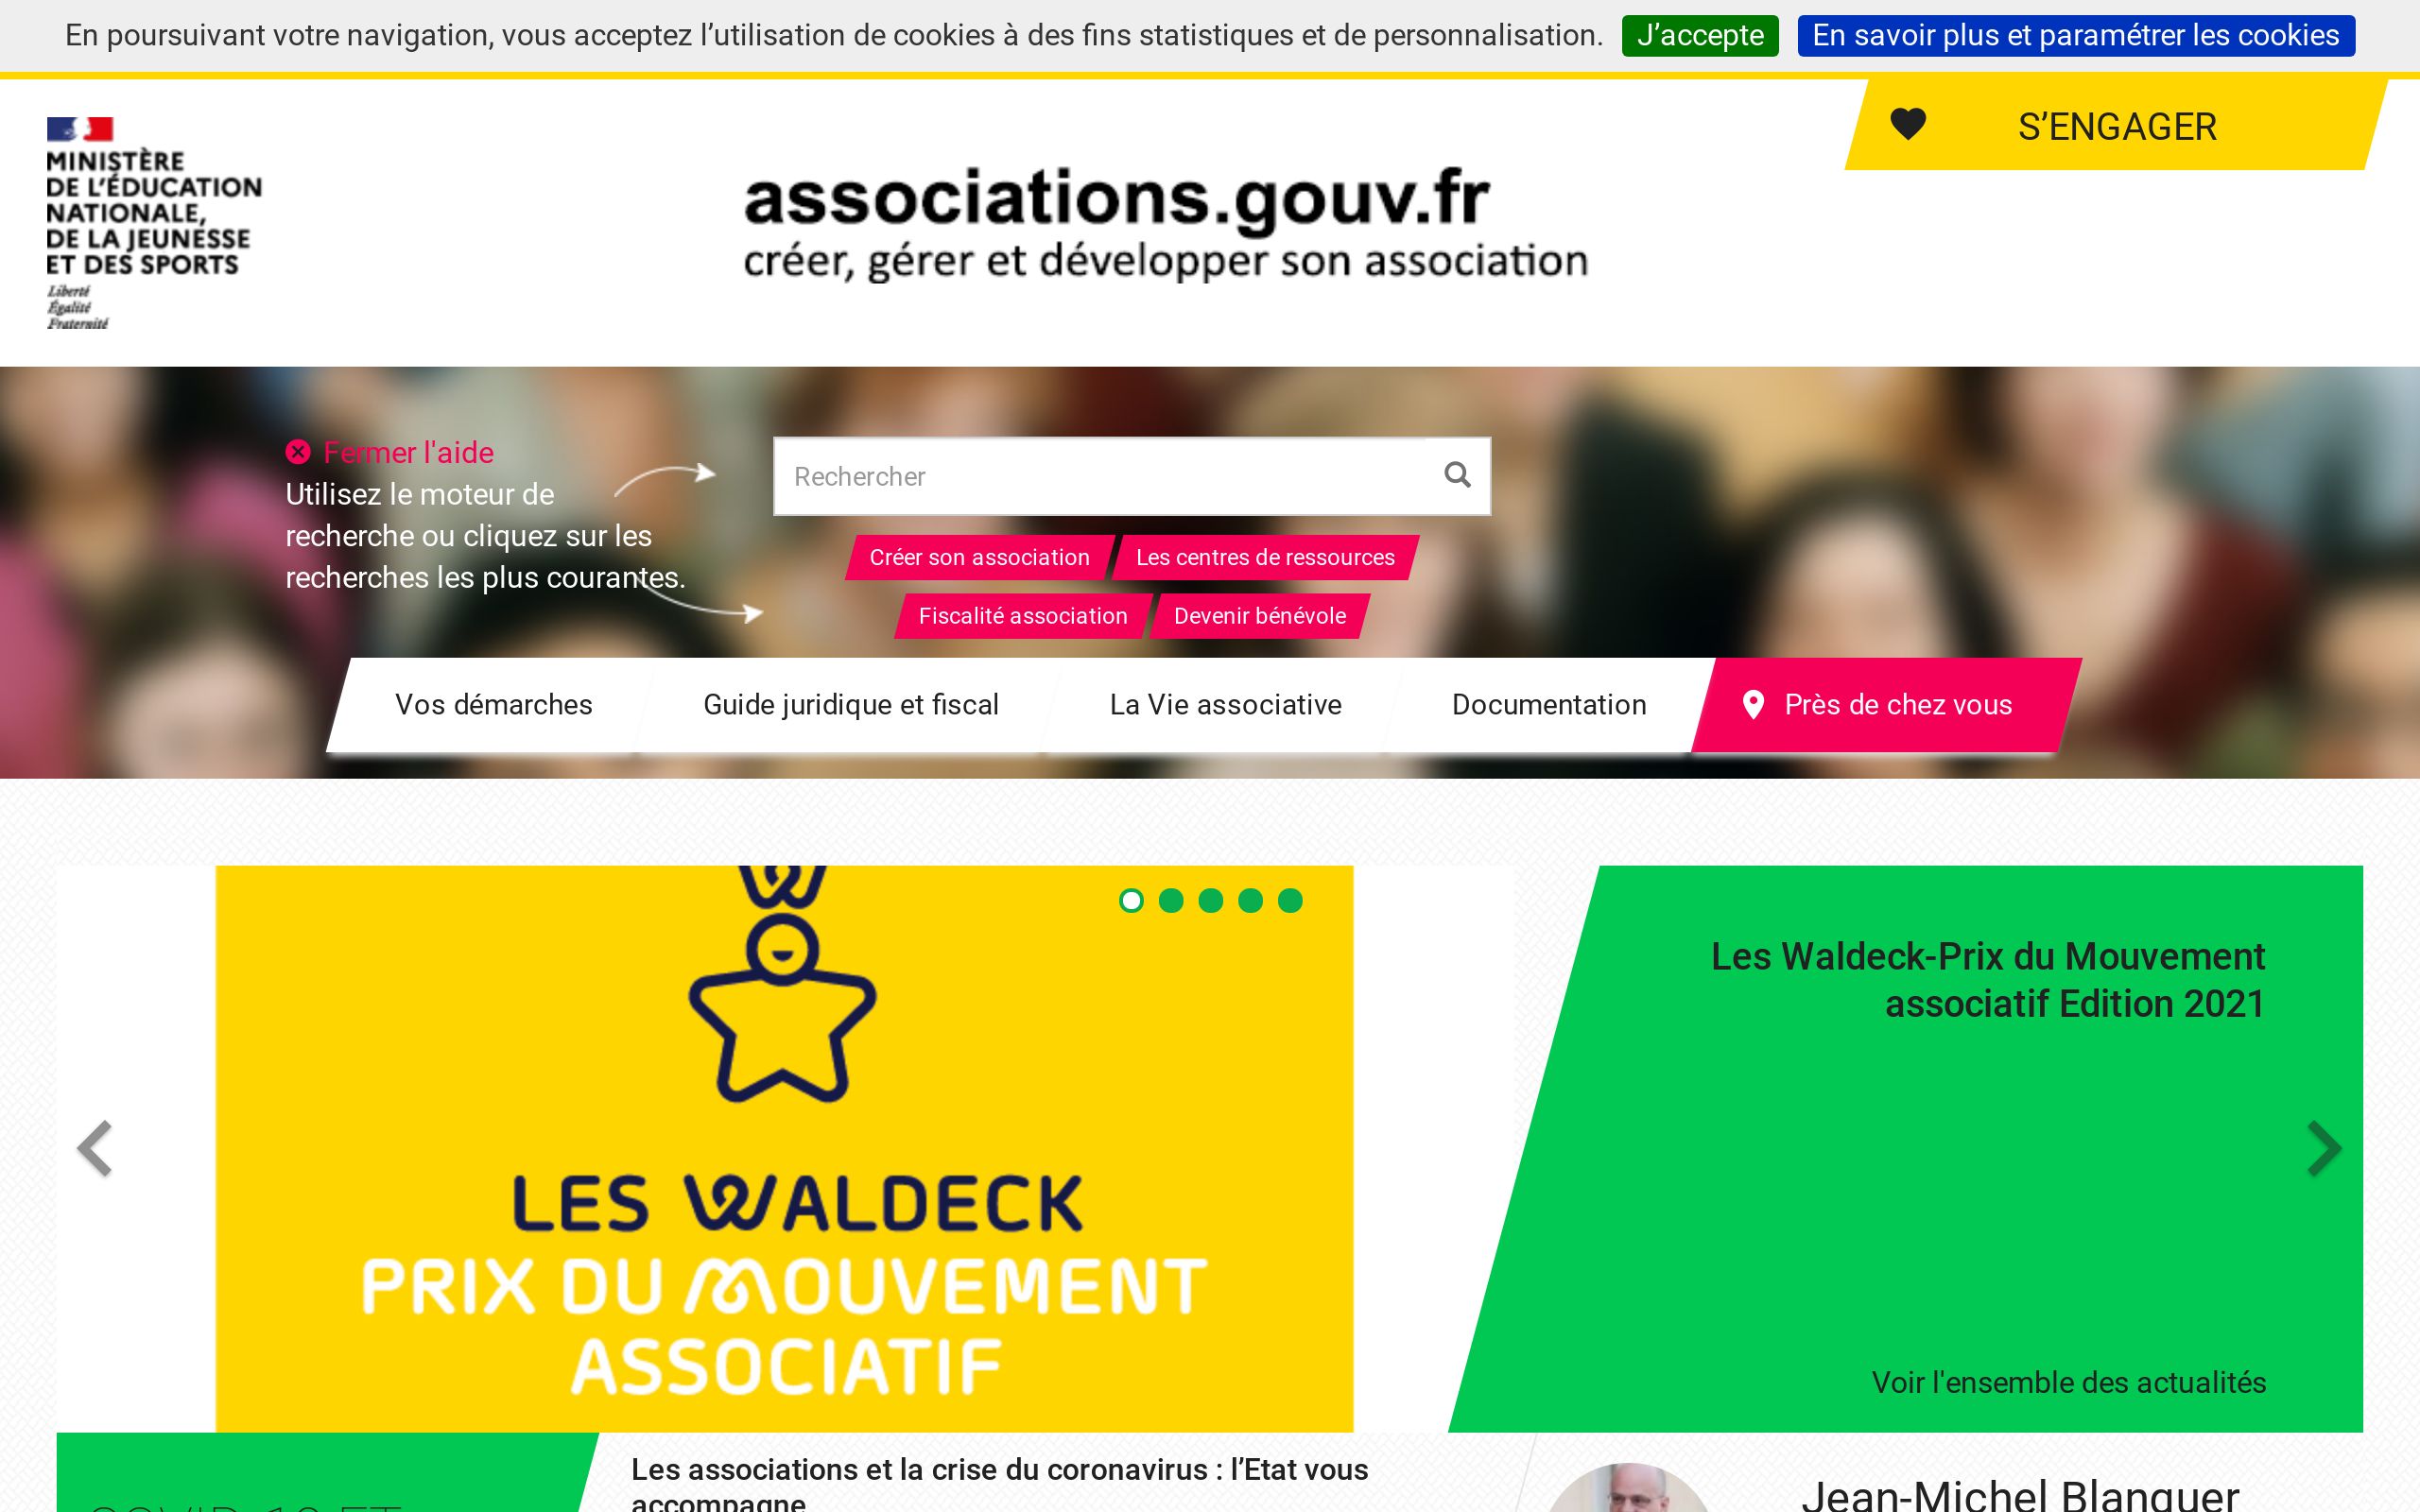 En poursuivant votre navigation, vous acceptez l’utilisation de cookies à des fins statistiques et de personnalisation. J’accepte En savoir plus et paramétrer les cookies
S’ENGAGER
MINISTÈRE
DE L’ÉDUCATION
NATIONALE,
DE LA JEUNESSE
ET DES SPORTS
Liberté
Égalité
Fraternité
associations.gouv.fr
créer, gérer et développer son association
Fermer l'aide
Utilisez le moteur de
recherche ou cliquez sur les
recherches les plus courantes.
Rechercher
Créer son association Les centres de ressources
Fiscalité association Devenir bénévole
Vos démarches Guide juridique et fiscal La Vie associative Documentation Près de chez vous
LES WALDECK
PRIX DU MOUVEMENT
ASSOCIATIF
Les Waldeck-Prix du Mouvement
associatif Edition 2021
Voir l'ensemble des actualités
COVID-19 ET
Les associations et la crise du coronavirus : l’Etat vous
accompagne
Jean-Michel Blanquer